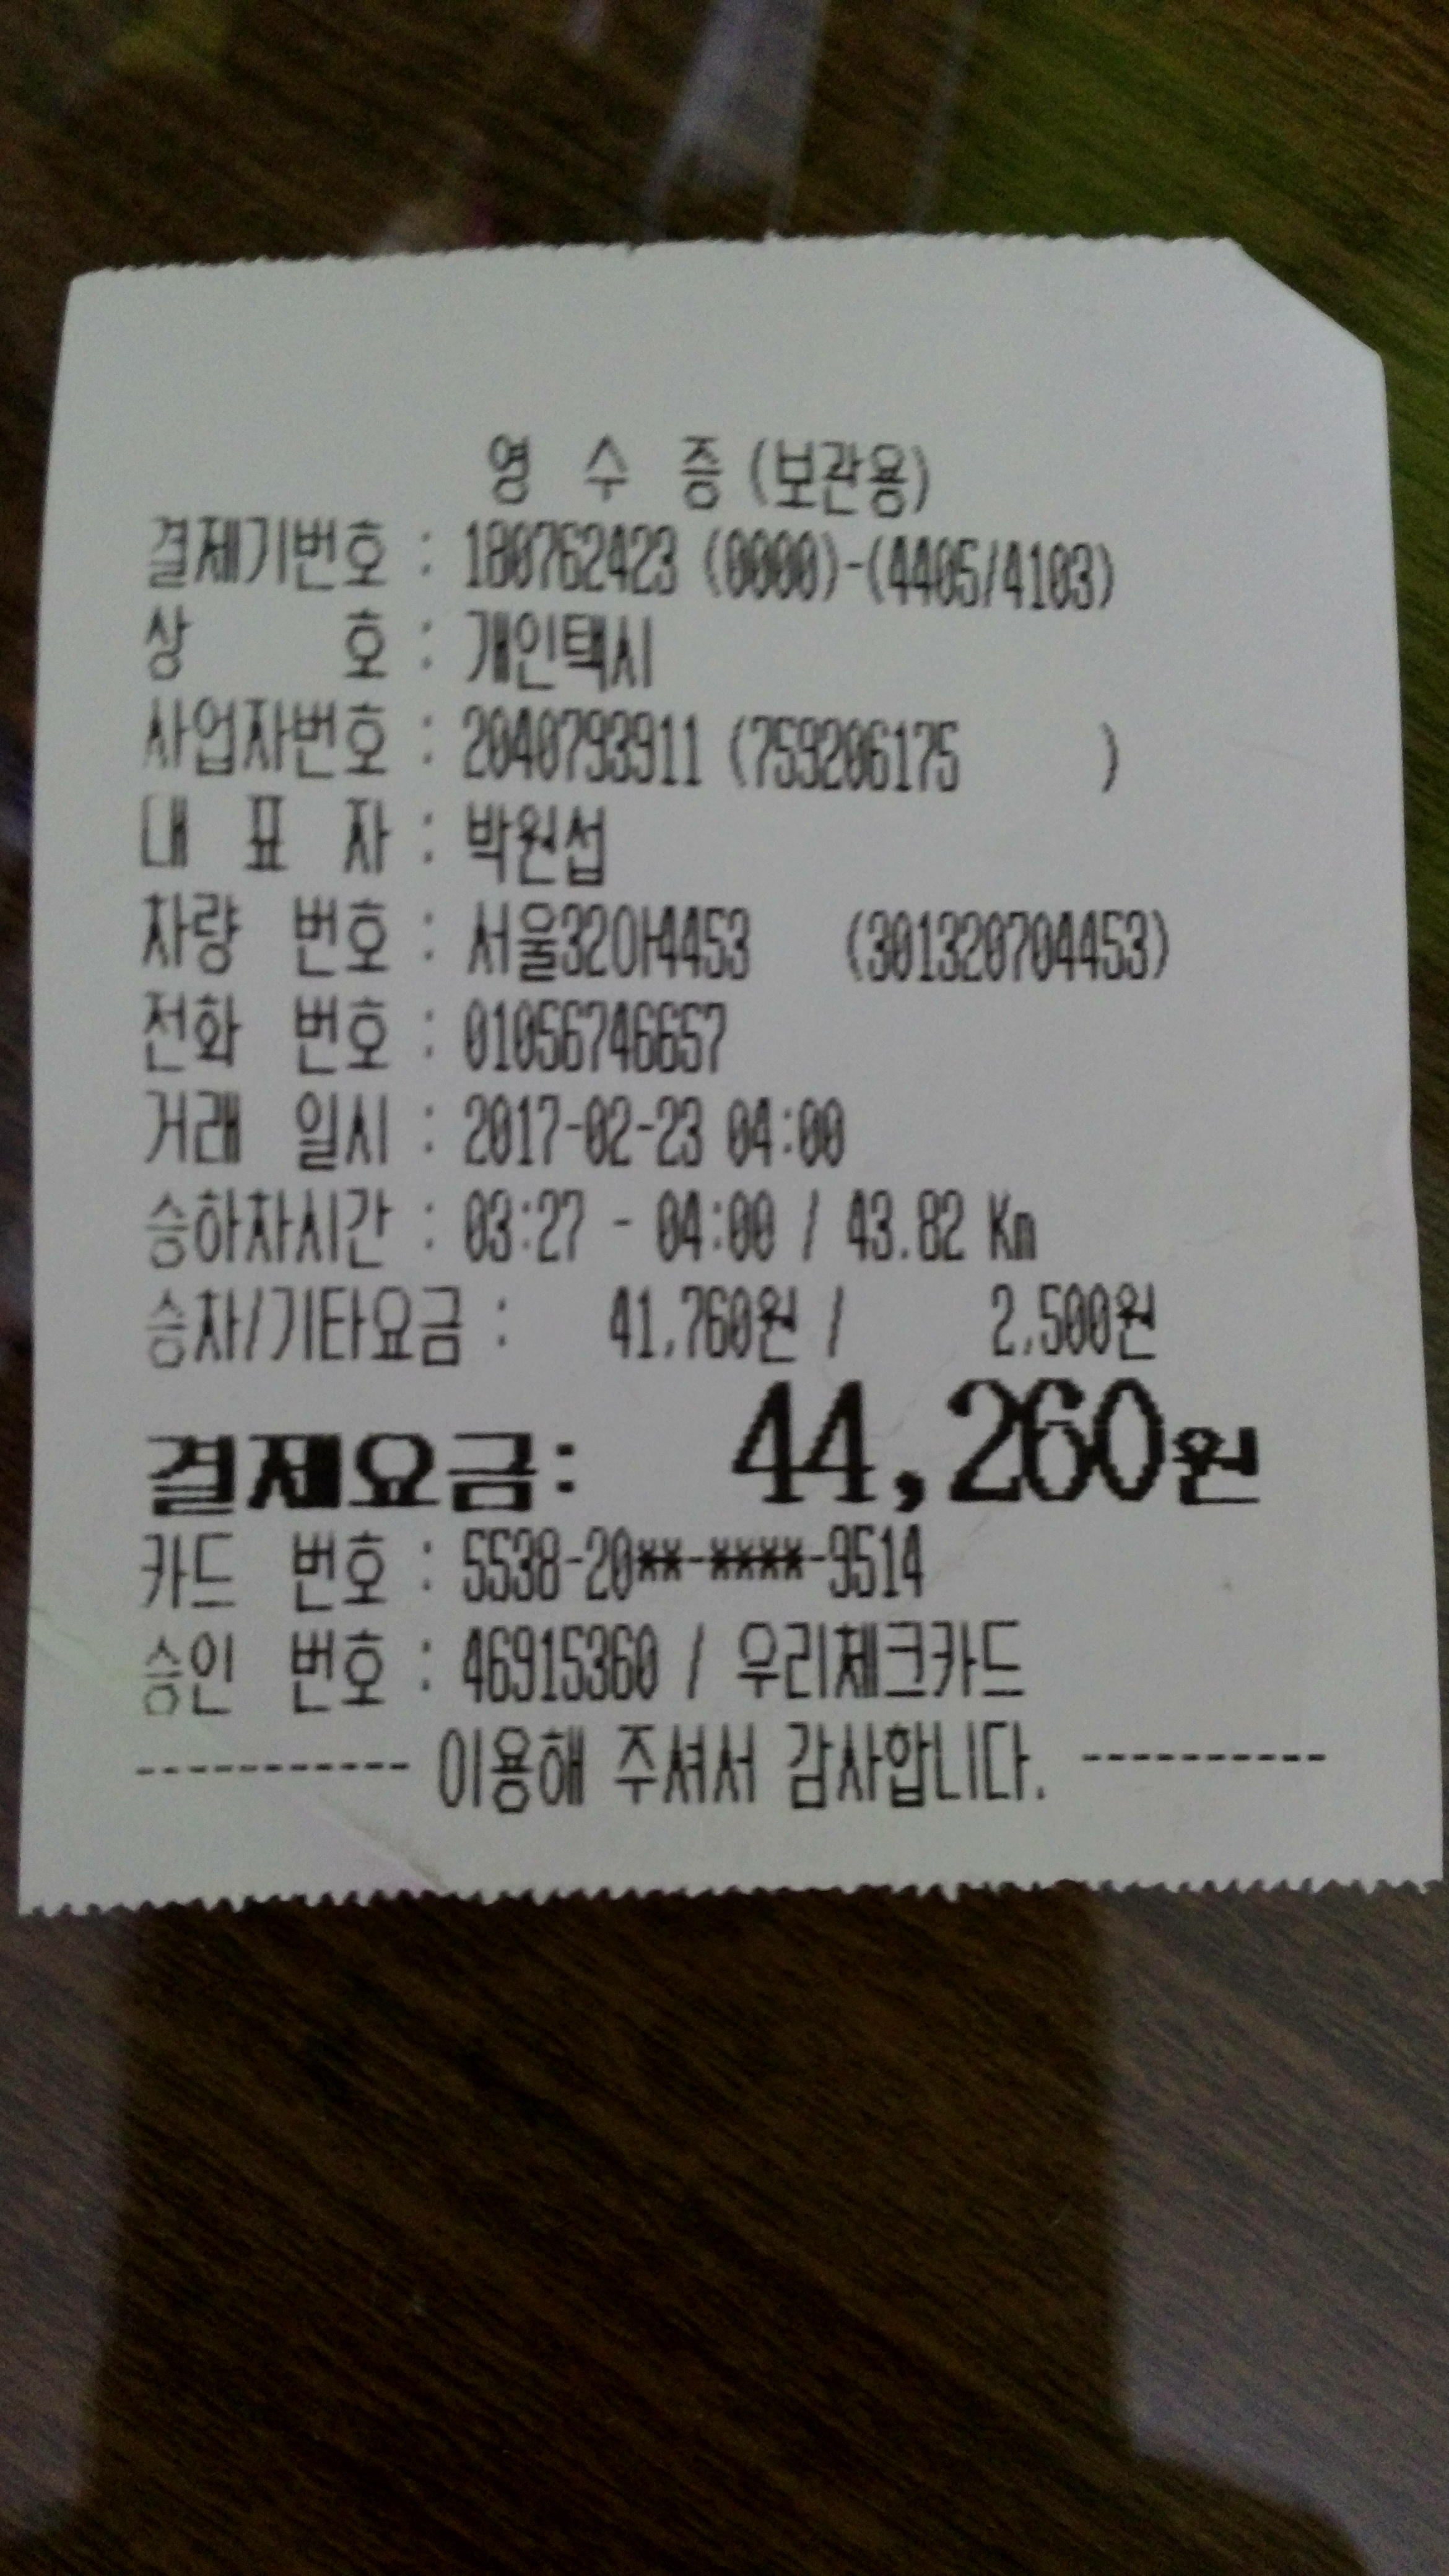 영 수 증 (보관용)
결제기번호 : 180762423 (0000)-(4405/4103)
상 호 : 개인택시
사업자번호 : 2040793911 (759206175 )
대 표 자 : 박원섭
차량 번호 : 서울32아4453 (301320704453)
전화 번호 : 01056746657
거래 일시 : 2017-02-23 04:00
승하차시간 : 03:27 - 04:00 / 43.82 Km
승차/기타요금 : 41,760원 / 2,500원
결제요금: 44,260원
카드 번호 : 5538-20**-****-9514
승인 번호 : 46915360 / 우리체크카드
----------- 이용해 주셔서 감사합니다. ----------